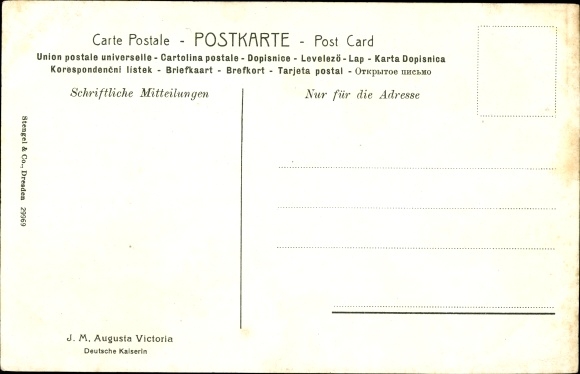 Carte Postale - POSTKARTE - Post Card
Union postale universelle - Cartolina postale - Dopisnice - Levelező-Lap - Karta Dopisnica
Korespondenční lístek - Briefkaart - Brefkort - Tarjeta postal - Открытое письмо
Schriftliche Mitteilungen
Nur für die Adresse
Stengel & Co., Dresden 29969
J. M. Augusta Victoria
Deutsche Kaiserin